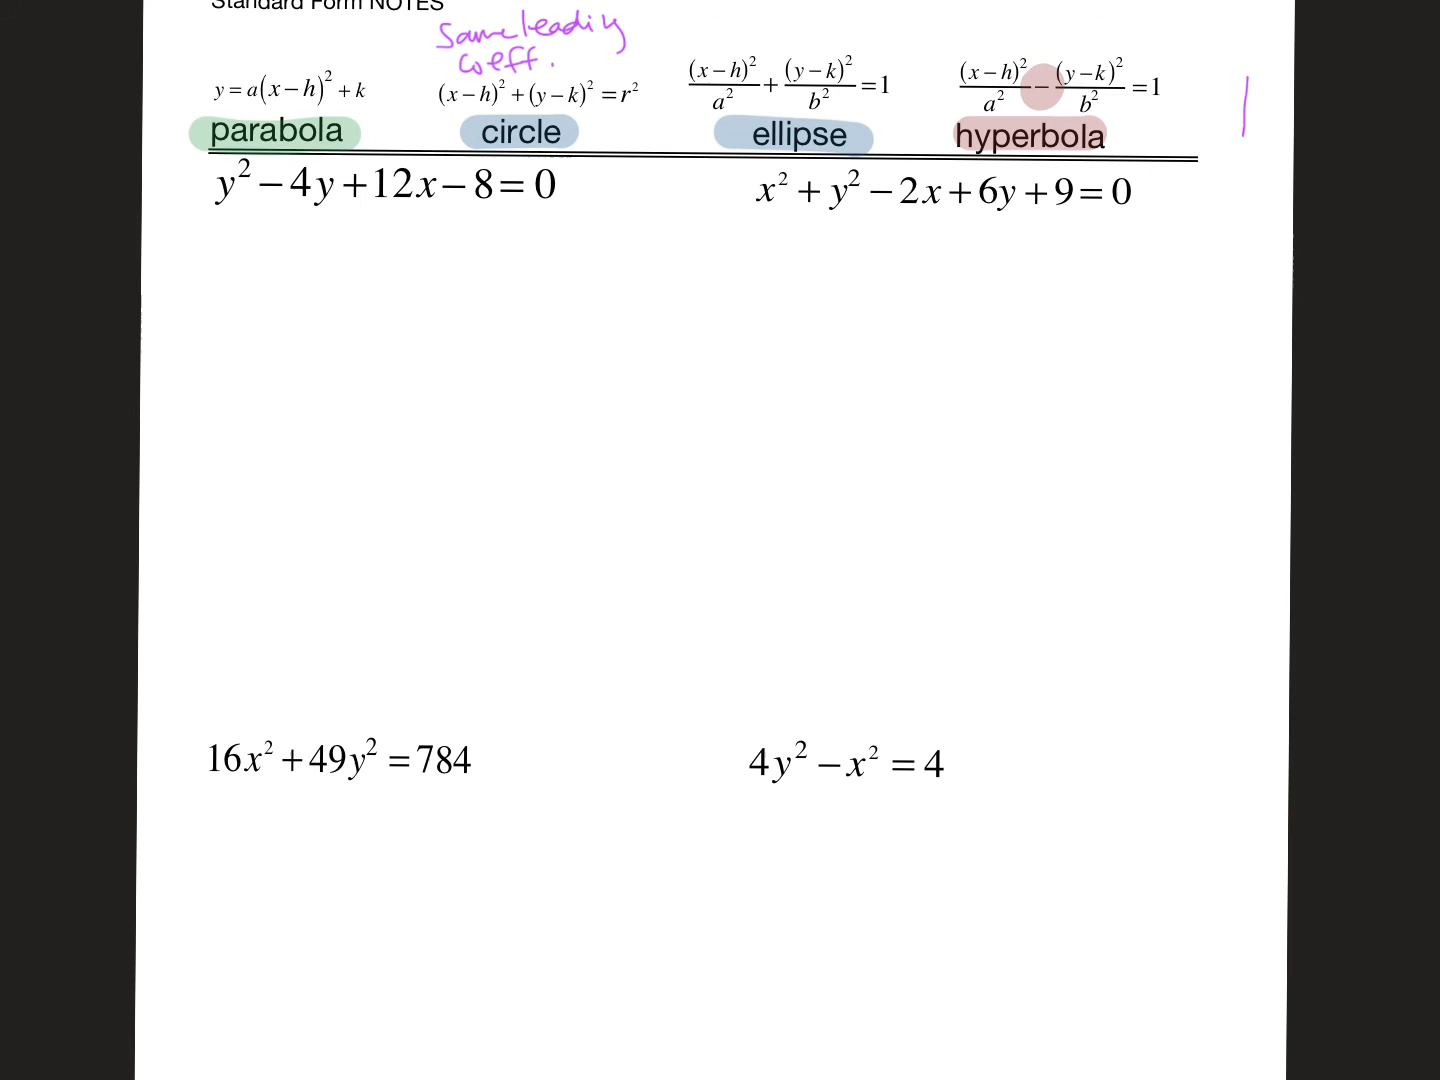 Standard Form NOTES
Same leading
coeff.
y = a(x – h)² + k
(x – h)² + (y – k)² = r²
(x – h)²/a² + (y – k)²/b² = 1
(x – h)²/a² – (y – k)²/b² = 1
parabola
circle
ellipse
hyperbola
y² – 4y + 12x – 8 = 0
x² + y² – 2x + 6y + 9 = 0
16x² + 49y² = 784
4y² – x² = 4